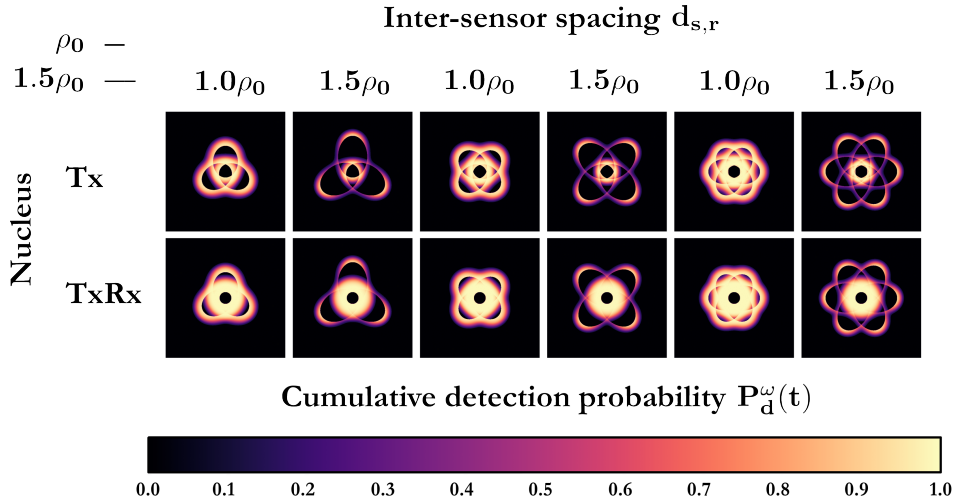 Inter-sensor spacing d_{s,r}
ρ₀ —
1.5ρ₀ —
1.0ρ₀ 1.5ρ₀ 1.0ρ₀ 1.5ρ₀ 1.0ρ₀ 1.5ρ₀
Nucleus
Tx
TxRx
Cumulative detection probability P_d^ω(t)
0.0 0.1 0.2 0.3 0.4 0.5 0.6 0.7 0.8 0.9 1.0